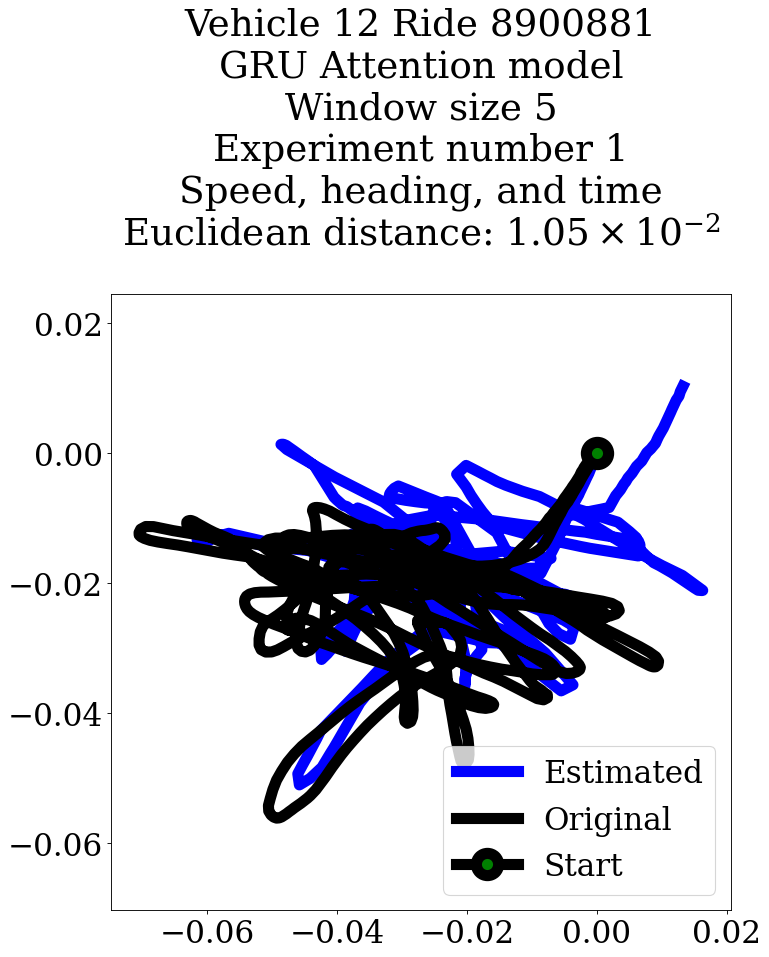 Vehicle 12 Ride 8900881
GRU Attention model
Window size 5
Experiment number 1
Speed, heading, and time
Euclidean distance: 1.05 × 10⁻²
0.02
0.00
−0.02
−0.04
−0.06
Estimated
Original
Start
−0.06 −0.04 −0.02 0.00 0.02